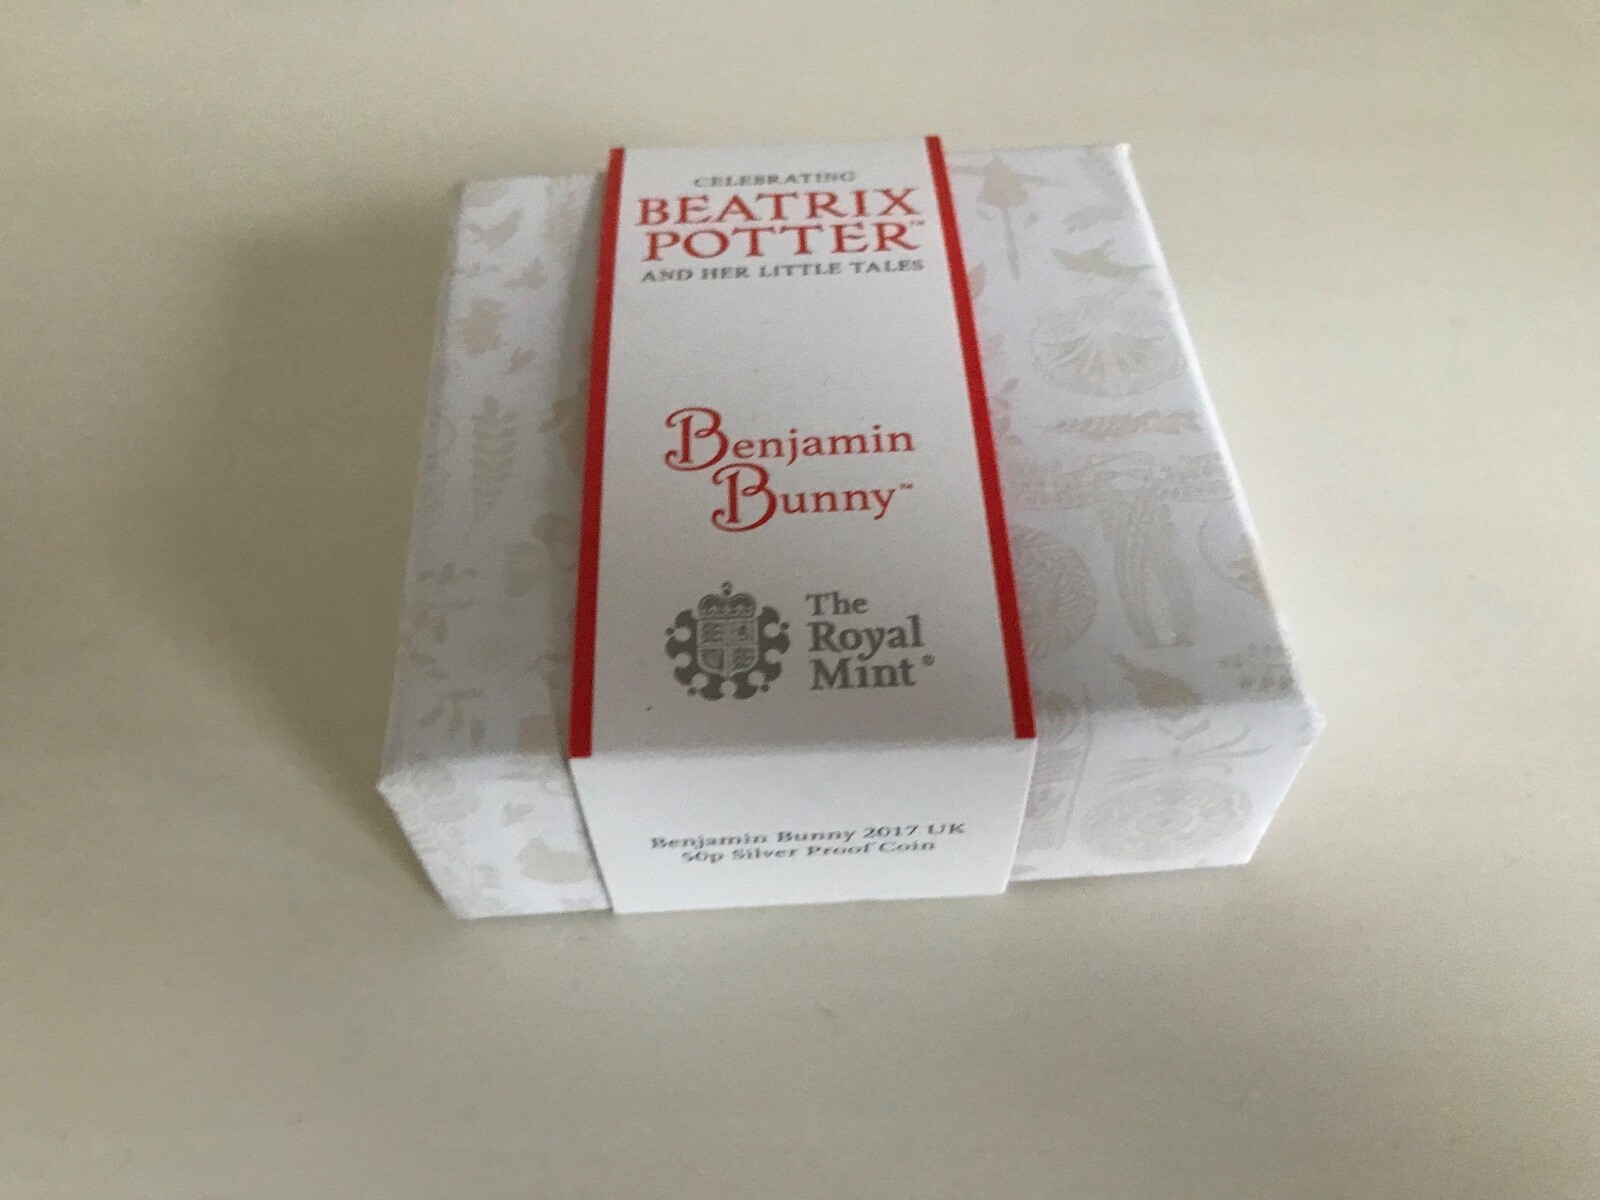 CELEBRATING
BEATRIX
POTTER™
AND HER LITTLE TALES
Benjamin
Bunny™
The
Royal
Mint®
Benjamin Bunny 2017 UK
50p Silver Proof Coin